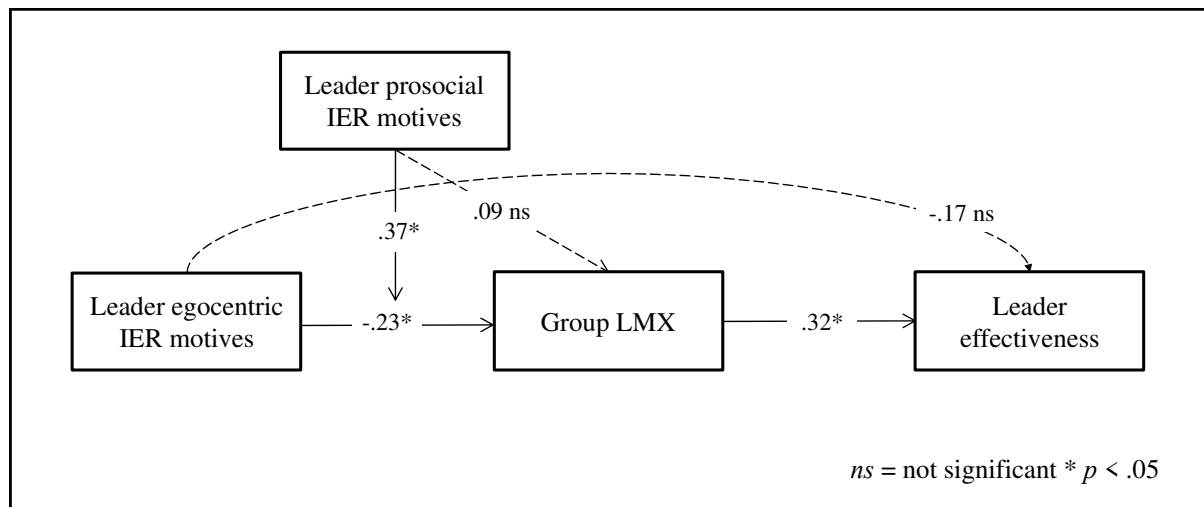 Leader prosocial
IER motives
.09 ns
-.17 ns
.37*
Leader egocentric
IER motives
-.23*
Group LMX
.32*
Leader
effectiveness
ns = not significant * p < .05